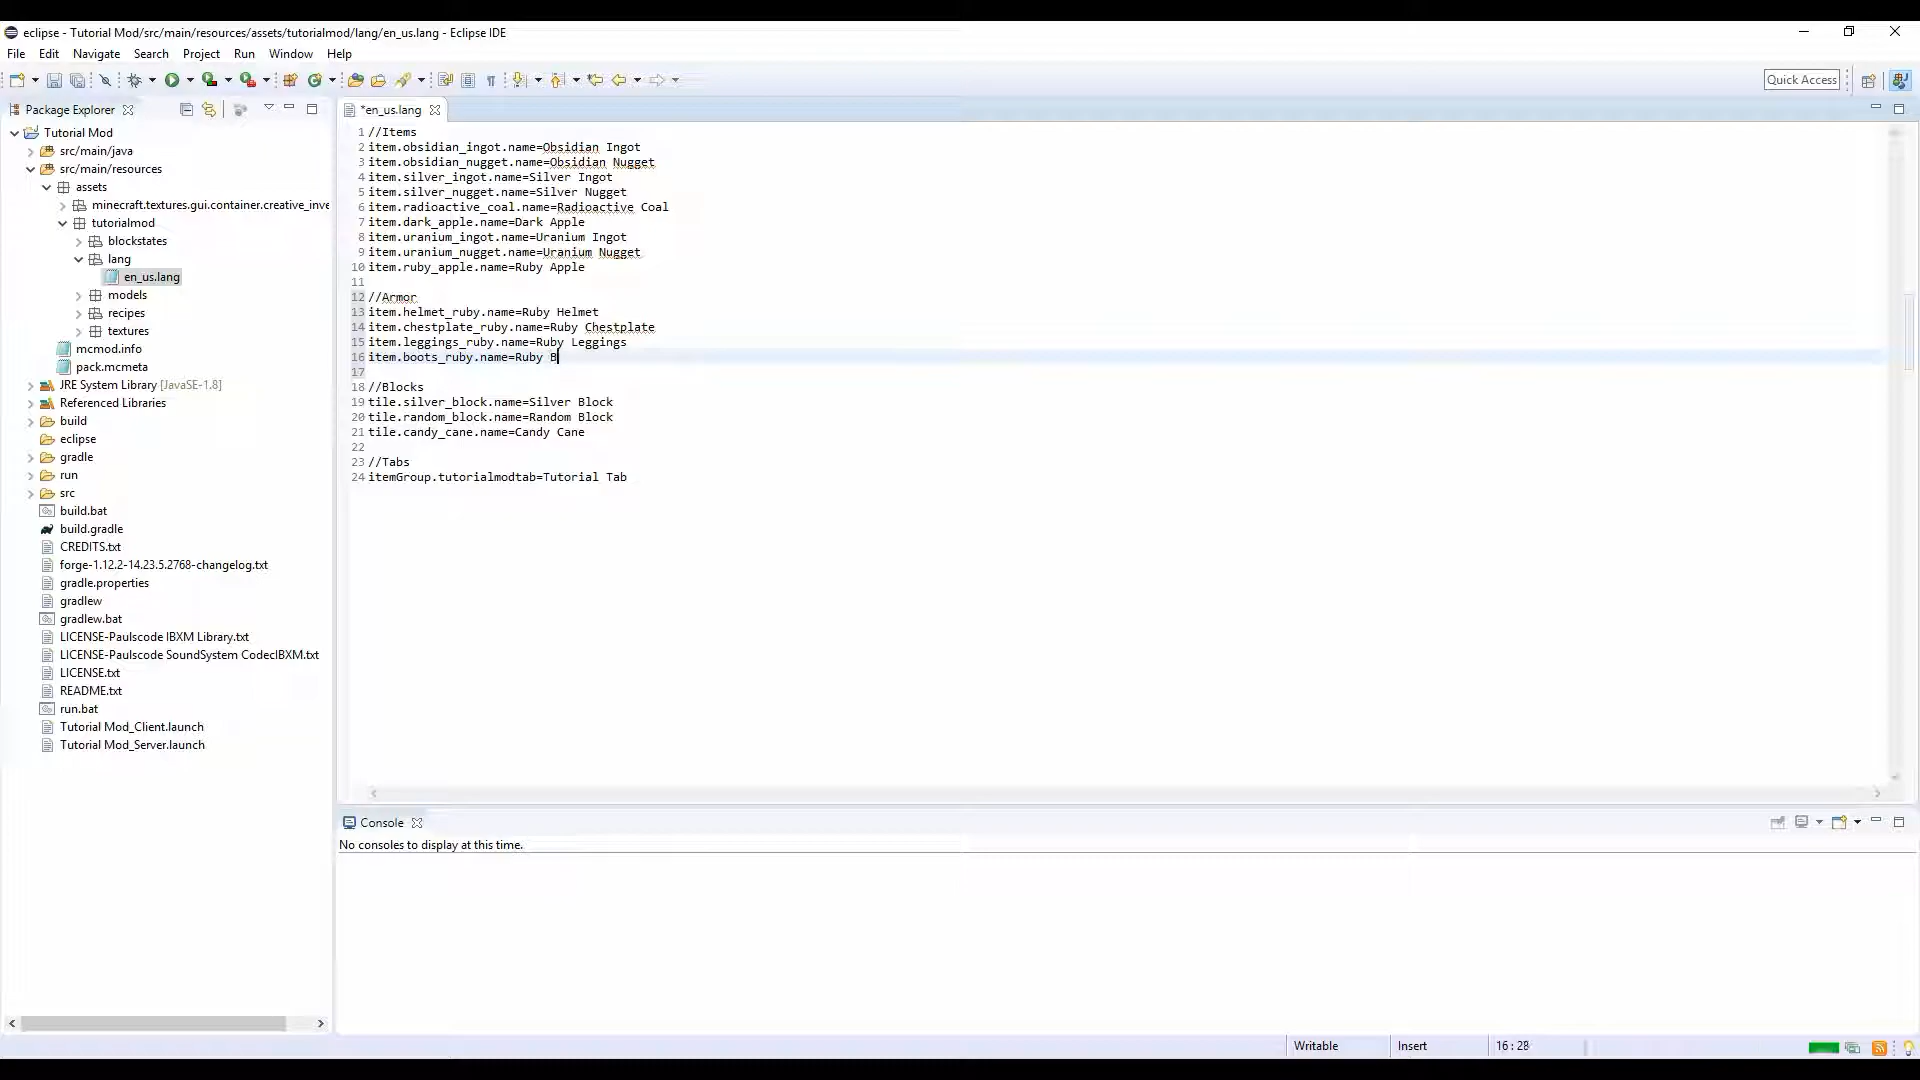 eclipse - Tutorial Mod/src/main/resources/assets/tutorialmod/lang/en_us.lang - Eclipse IDE
File Edit Navigate Search Project Run Window Help
Quick Access
Package Explorer
Tutorial Mod
src/main/java
src/main/resources
assets
minecraft.textures.gui.container.creative_inve
tutorialmod
blockstates
lang
en_us.lang
models
recipes
textures
mcmod.info
pack.mcmeta
JRE System Library [JavaSE-1.8]
Referenced Libraries
build
eclipse
gradle
run
src
build.bat
build.gradle
CREDITS.txt
forge-1.12.2-14.23.5.2768-changelog.txt
gradle.properties
gradlew
gradlew.bat
LICENSE-Paulscode IBXM Library.txt
LICENSE-Paulscode SoundSystem CodecIBXM.txt
LICENSE.txt
README.txt
run.bat
Tutorial Mod_Client.launch
Tutorial Mod_Server.launch
*en_us.lang
1 //Items
2 item.obsidian_ingot.name=Obsidian Ingot
3 item.obsidian_nugget.name=Obsidian Nugget
4 item.silver_ingot.name=Silver Ingot
5 item.silver_nugget.name=Silver Nugget
6 item.radioactive_coal.name=Radioactive Coal
7 item.dark_apple.name=Dark Apple
8 item.uranium_ingot.name=Uranium Ingot
9 item.uranium_nugget.name=Uranium Nugget
10 item.ruby_apple.name=Ruby Apple
11
12 //Armor
13 item.helmet_ruby.name=Ruby Helmet
14 item.chestplate_ruby.name=Ruby Chestplate
15 item.leggings_ruby.name=Ruby Leggings
16 item.boots_ruby.name=Ruby B
17
18 //Blocks
19 tile.silver_block.name=Silver Block
20 tile.random_block.name=Random Block
21 tile.candy_cane.name=Candy Cane
22
23 //Tabs
24 itemGroup.tutorialmodtab=Tutorial Tab
Console
No consoles to display at this time.
Writable Insert 16 : 28